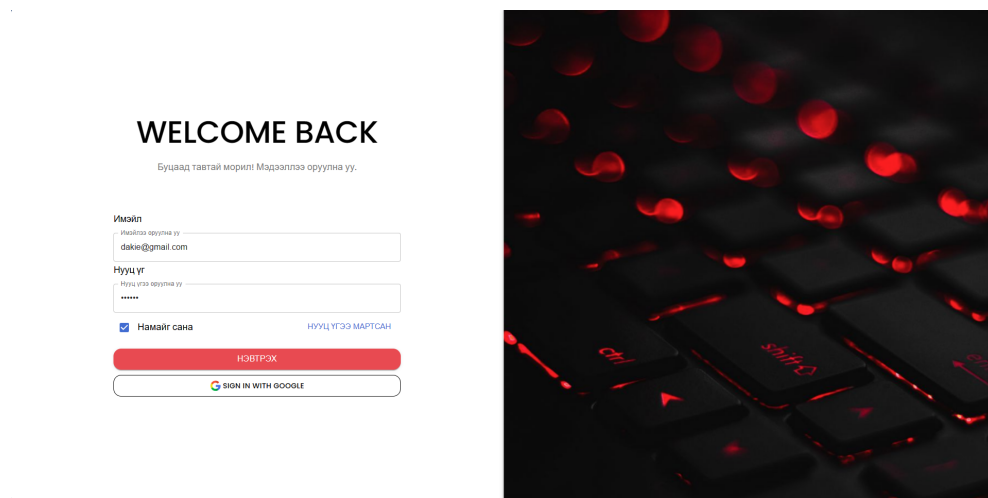 WELCOME BACK
Буцаад тавтай морил! Мэдээллээ оруулна уу.
Имэйл
Имэйлээ оруулна уу
dakie@gmail.com
Нууц үг
Нууц үгээ оруулна уу
••••••
Намайг сана
НУУЦ ҮГЭЭ МАРТСАН
НЭВТРЭХ
SIGN IN WITH GOOGLE
ctrl
shift